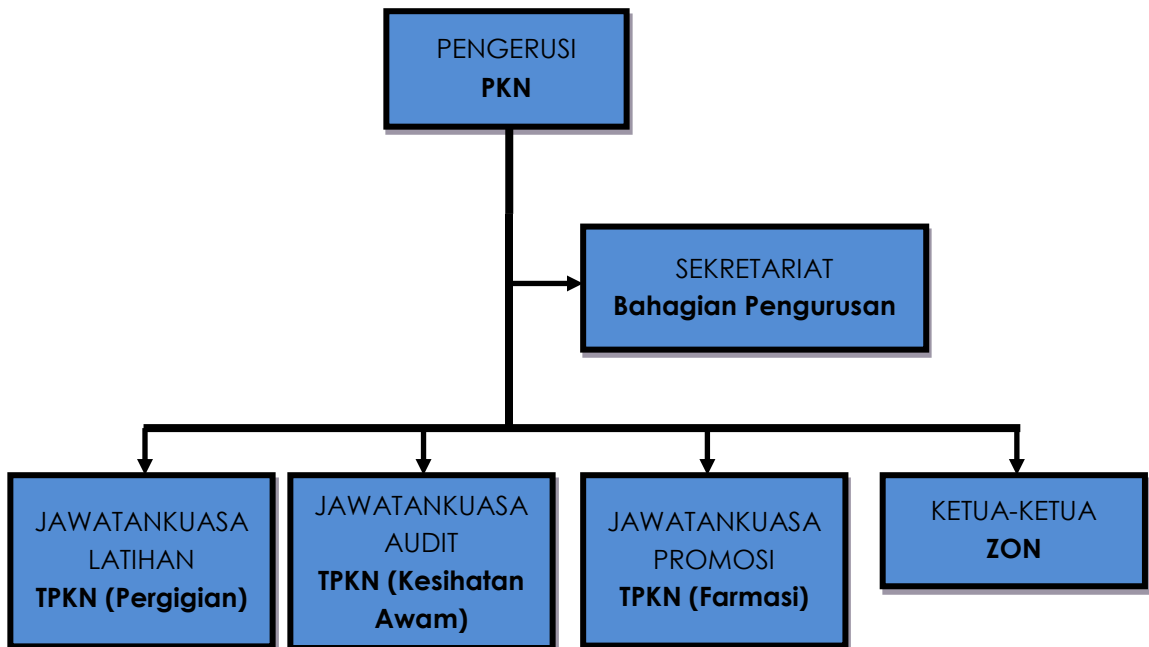 PENGERUSI
PKN
SEKRETARIAT
Bahagian Pengurusan
JAWATANKUASA
LATIHAN
TPKN (Pergigian)
JAWATANKUASA
AUDIT
TPKN (Kesihatan
Awam)
JAWATANKUASA
PROMOSI
TPKN (Farmasi)
KETUA-KETUA
ZON